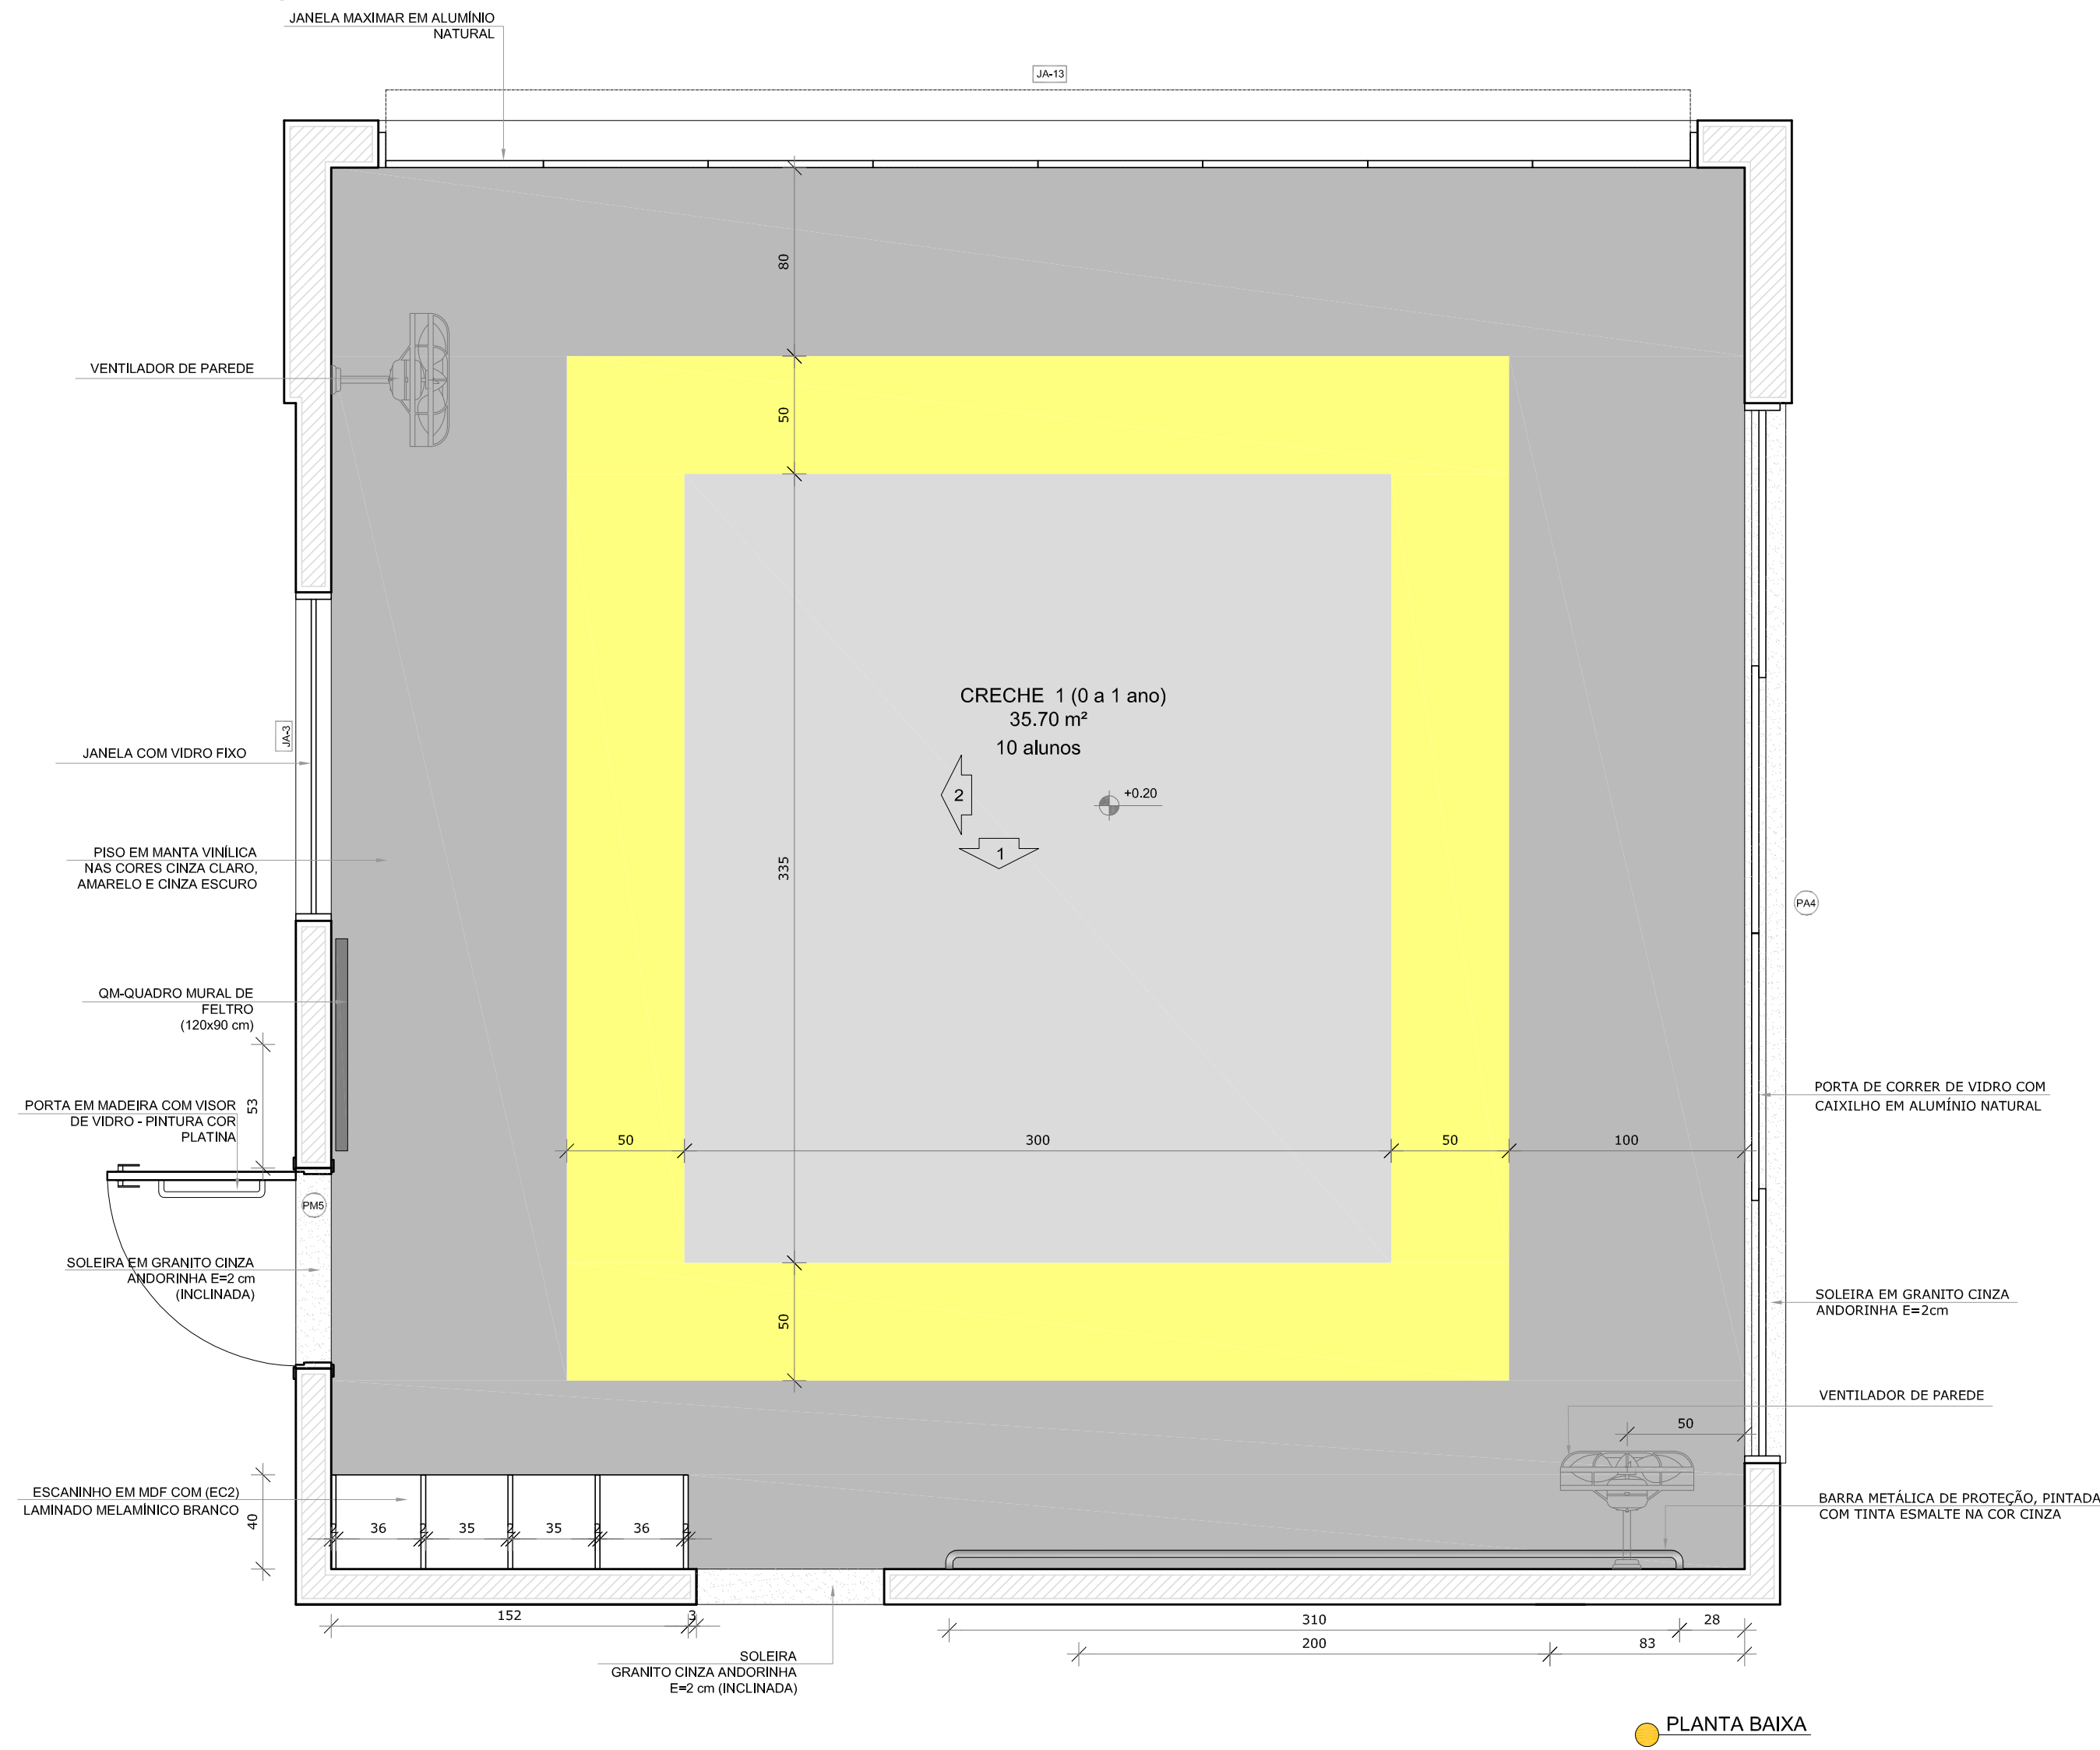 JANELA MAXIMAR EM ALUMÍNIO
NATURAL
JA-13
80
VENTILADOR DE PAREDE
50
CRECHE 1 (0 a 1 ano)
35.70 m²
10 alunos
JA-3
JANELA COM VIDRO FIXO
2
+0.20
1
PISO EM MANTA VINÍLICA
NAS CORES CINZA CLARO,
AMARELO E CINZA ESCURO
335
PA4
QM-QUADRO MURAL DE
FELTRO
(120x90 cm)
53
PORTA EM MADEIRA COM VISOR
DE VIDRO - PINTURA COR
PLATINA
PORTA DE CORRER DE VIDRO COM
CAIXILHO EM ALUMÍNIO NATURAL
50
300
50
100
PM5
SOLEIRA EM GRANITO CINZA
ANDORINHA E=2 cm
(INCLINADA)
SOLEIRA EM GRANITO CINZA
ANDORINHA E=2cm
50
VENTILADOR DE PAREDE
50
ESCANINHO EM MDF COM (EC2)
LAMINADO MELAMÍNICO BRANCO
40
2
36
2
35
2
35
2
36
2
BARRA METÁLICA DE PROTEÇÃO, PINTADA
COM TINTA ESMALTE NA COR CINZA
152
3
310
28
200
83
SOLEIRA
GRANITO CINZA ANDORINHA
E=2 cm (INCLINADA)
PLANTA BAIXA